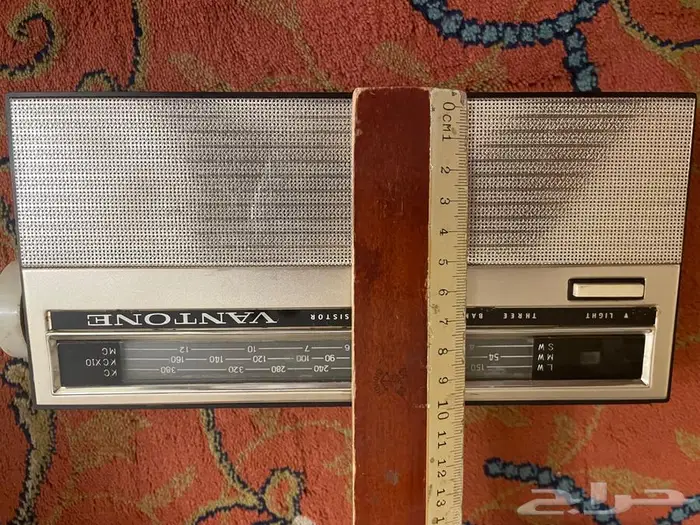 0CM1
2
3
4
5
6
7
8
9
10
11
12
13
LW 150 240 280 320 380 KC
MW 54 90 100 120 140 160 KCX10
SW 6 7 10 12 MC
▼ LIGHT THREE BAN SISTOR VANTONE
حراج